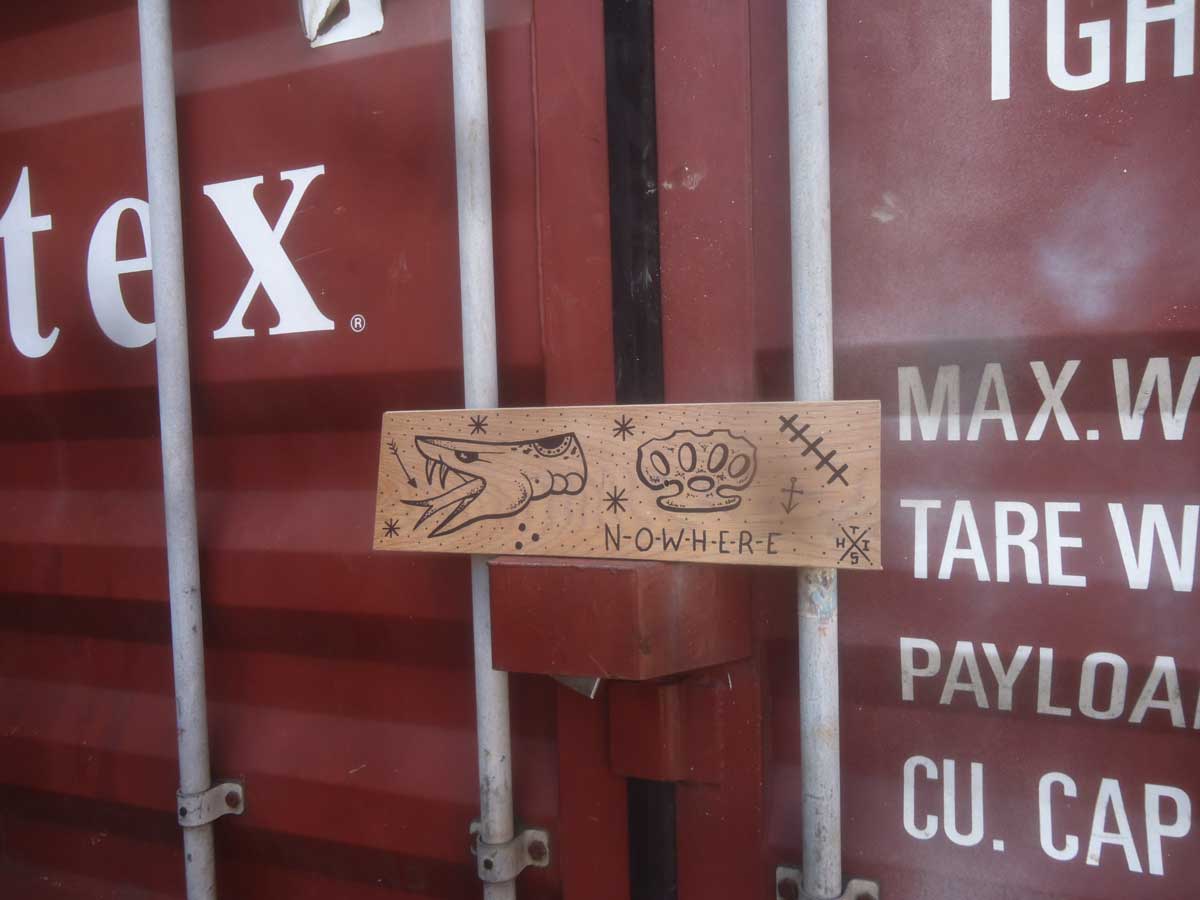 tex®
TGH
MAX.W
TARE W
PAYLOA
CU. CAP
N-O-W-H-E-R-E
T
H I
S